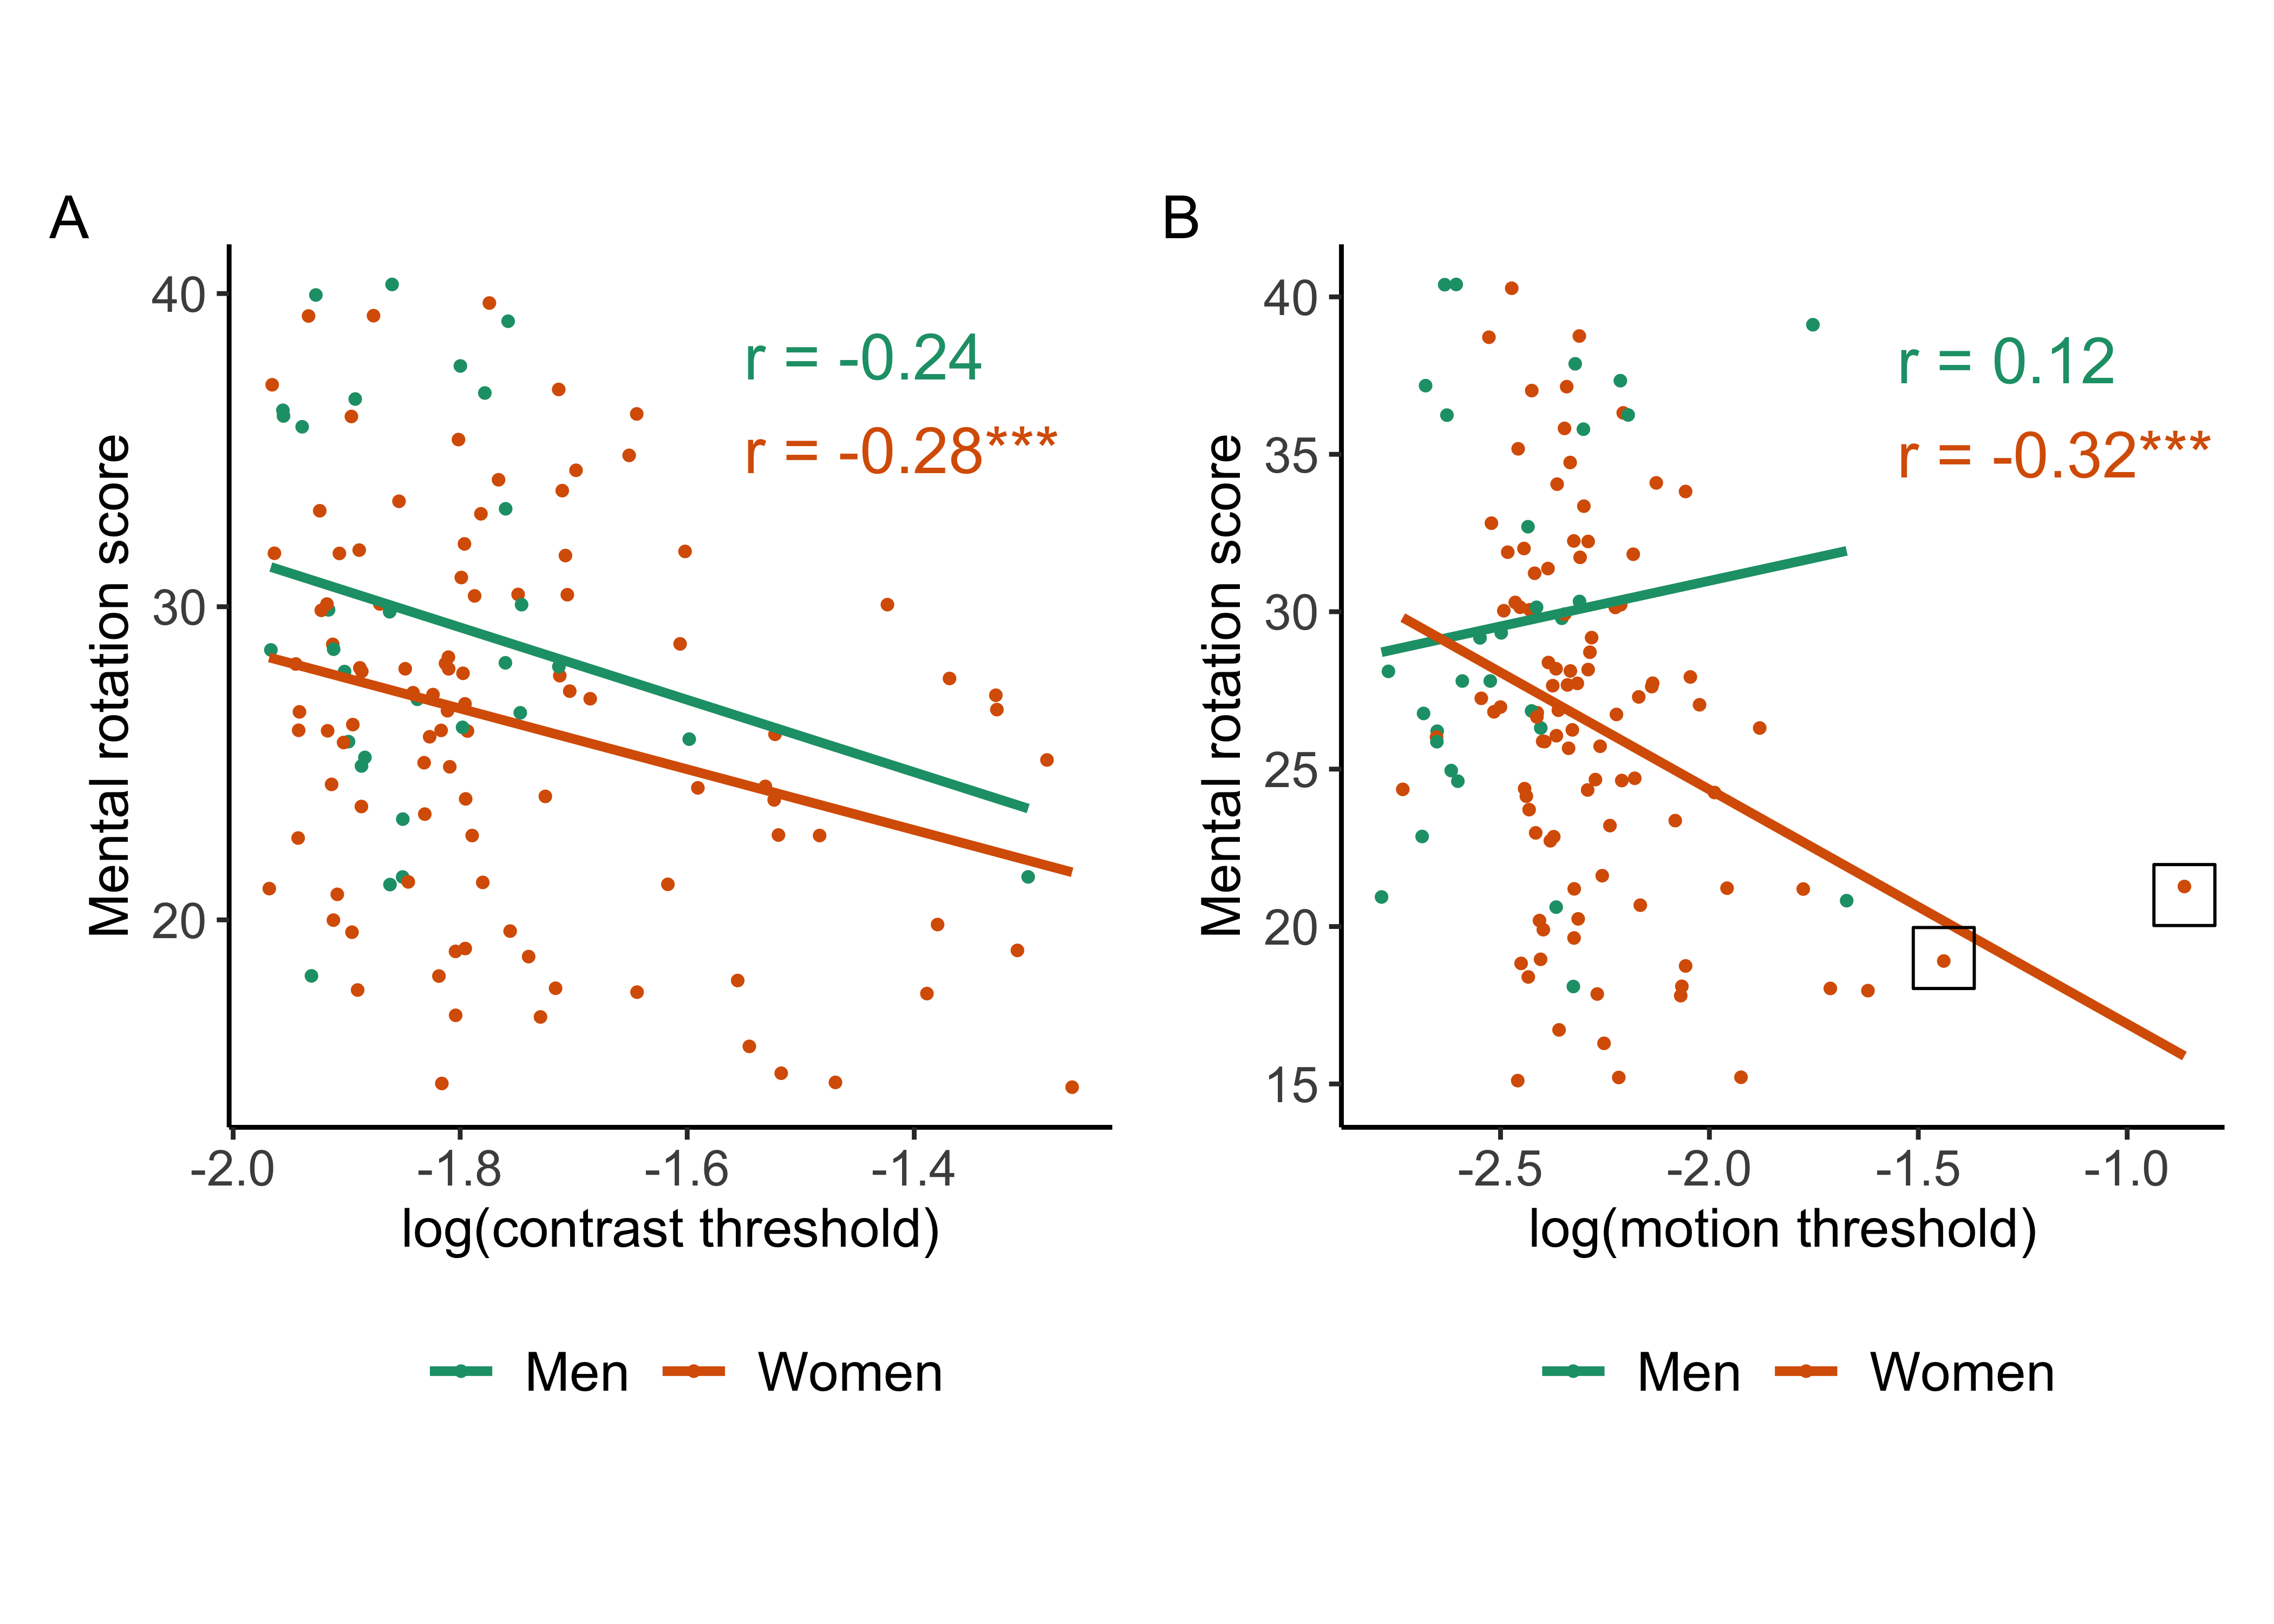 A
Mental rotation score
40
30
20
r = -0.24
r = -0.28***
-2.0 -1.8 -1.6 -1.4
log(contrast threshold)
Men Women
B
Mental rotation score
40
35
30
25
20
15
r = 0.12
r = -0.32***
-2.5 -2.0 -1.5 -1.0
log(motion threshold)
Men Women